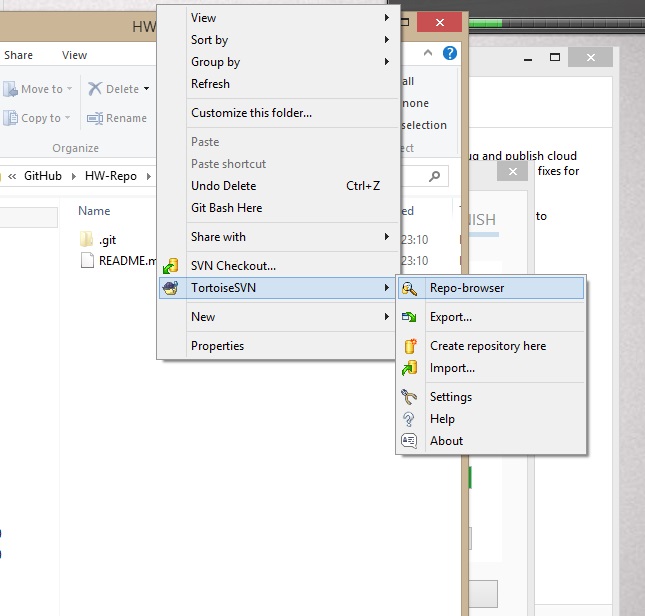 HW
Share View
Move to Delete
Copy to Rename
Organize
GitHub HW-Repo
Name
.git
README.m
View
Sort by
Group by
Refresh
Customize this folder...
Paste
Paste shortcut
Undo Delete Ctrl+Z
Git Bash Here
Share with
SVN Checkout...
TortoiseSVN
New
Properties
Repo-browser
Export...
Create repository here
Import...
Settings
Help
About
all
none
selection
ect
ed
23:10
23:10
ug and publish cloud
fixes for
to
NISH